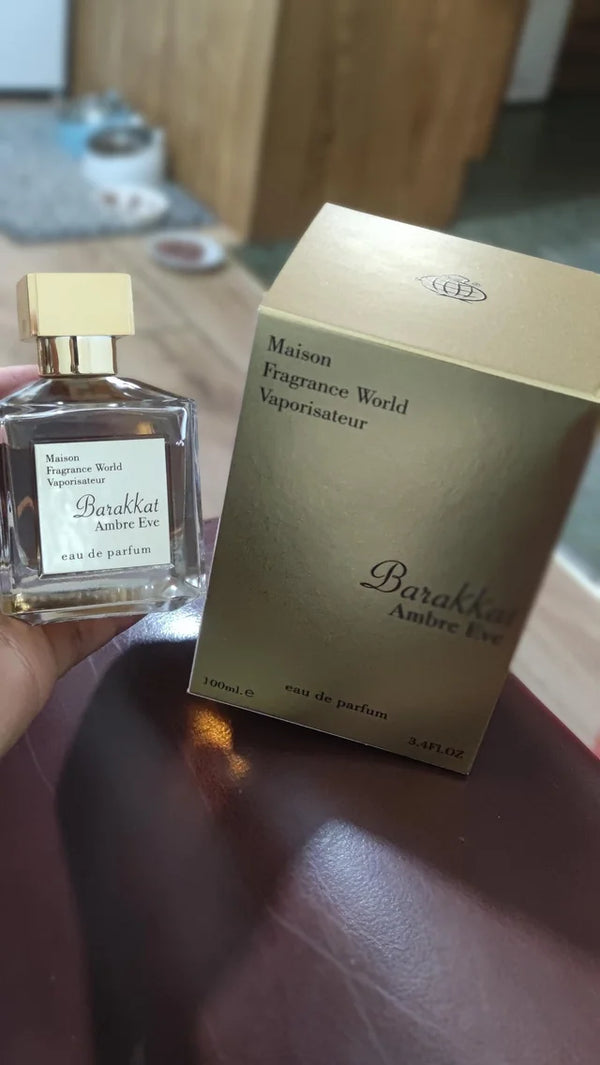 Maison
Fragrance World
Vaporisateur
Barakkat
Ambre Eve
eau de parfum
Maison
Fragrance World
Vaporisateur
Barakkat
Ambre Eve
100ml.e
eau de parfum
3.4Fl.OZ